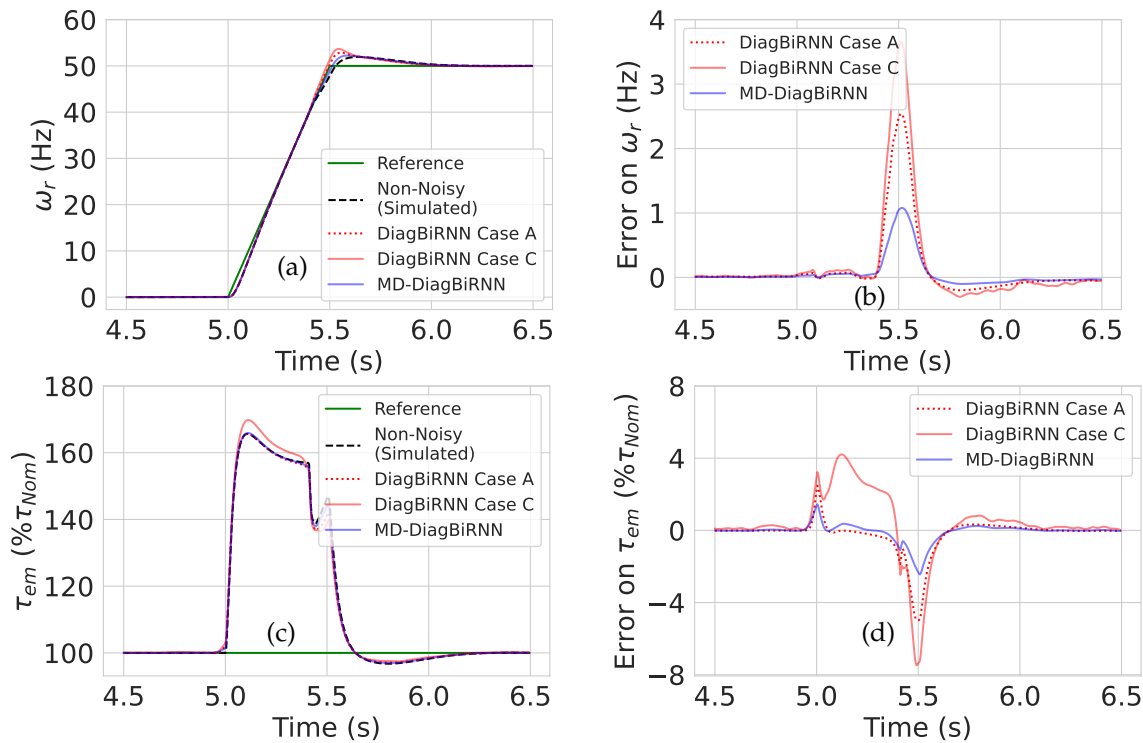 60
50
40
30
20
10
0
ω_r (Hz)
Reference
Non-Noisy
(Simulated)
DiagBiRNN Case A
DiagBiRNN Case C
MD-DiagBiRNN
(a)
4.5 5.0 5.5 6.0 6.5
Time (s)
4
3
2
1
0
Error on ω_r (Hz)
DiagBiRNN Case A
DiagBiRNN Case C
MD-DiagBiRNN
(b)
4.5 5.0 5.5 6.0 6.5
Time (s)
180
160
140
120
100
τ_em (%τ_Nom)
Reference
Non-Noisy
(Simulated)
DiagBiRNN Case A
DiagBiRNN Case C
MD-DiagBiRNN
(c)
4.5 5.0 5.5 6.0 6.5
Time (s)
8
4
0
−4
−8
Error on τ_em (%τ_Nom)
DiagBiRNN Case A
DiagBiRNN Case C
MD-DiagBiRNN
(d)
4.5 5.0 5.5 6.0 6.5
Time (s)